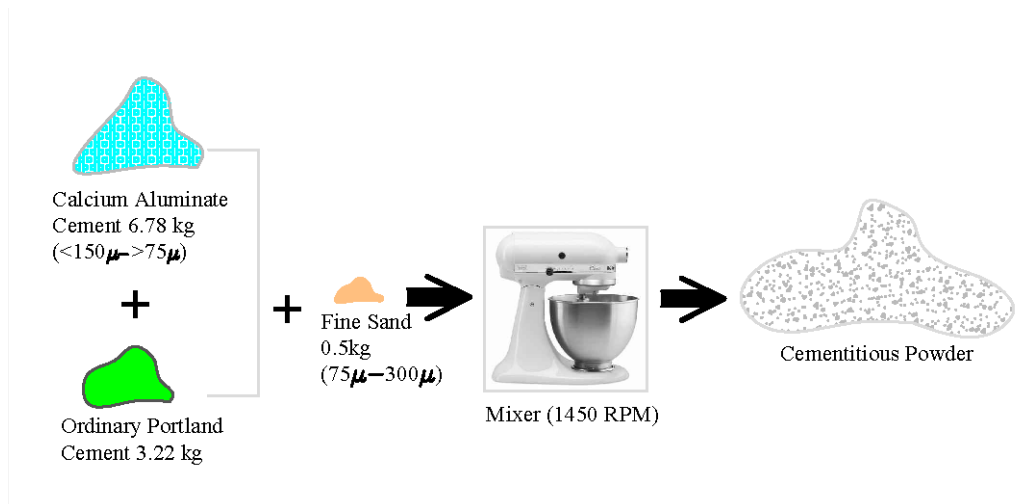 Calcium Aluminate
Cement 6.78 kg
(<150μ->75μ)
+
Ordinary Portland
Cement 3.22 kg
+
Fine Sand
0.5kg
(75μ–300μ)
Mixer (1450 RPM)
Cementitious Powder